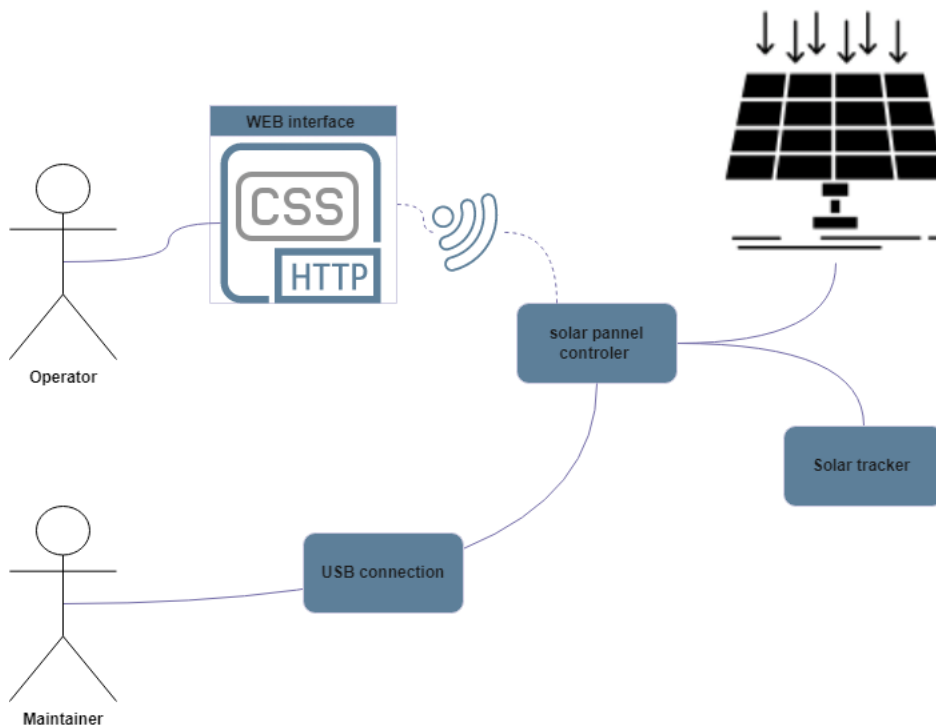 WEB interface
CSS
HTTP
Operator
solar pannel
controler
Solar tracker
USB connection
Maintainer